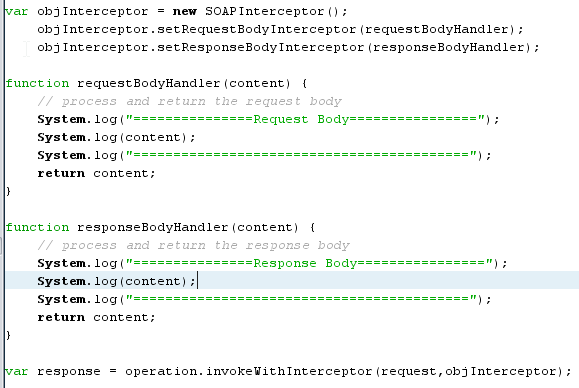 var objInterceptor = new SOAPInterceptor();
    objInterceptor.setRequestBodyInterceptor(requestBodyHandler);
    objInterceptor.setResponseBodyInterceptor(responseBodyHandler);

function requestBodyHandler(content) {
    // process and return the request body
    System.log("===============Request Body================");
    System.log(content);
    System.log("==========================================");
    return content;
}

function responseBodyHandler(content) {
    // process and return the response body
    System.log("===============Response Body================");
    System.log(content);
    System.log("==========================================");
    return content;
}

var response = operation.invokeWithInterceptor(request,objInterceptor);